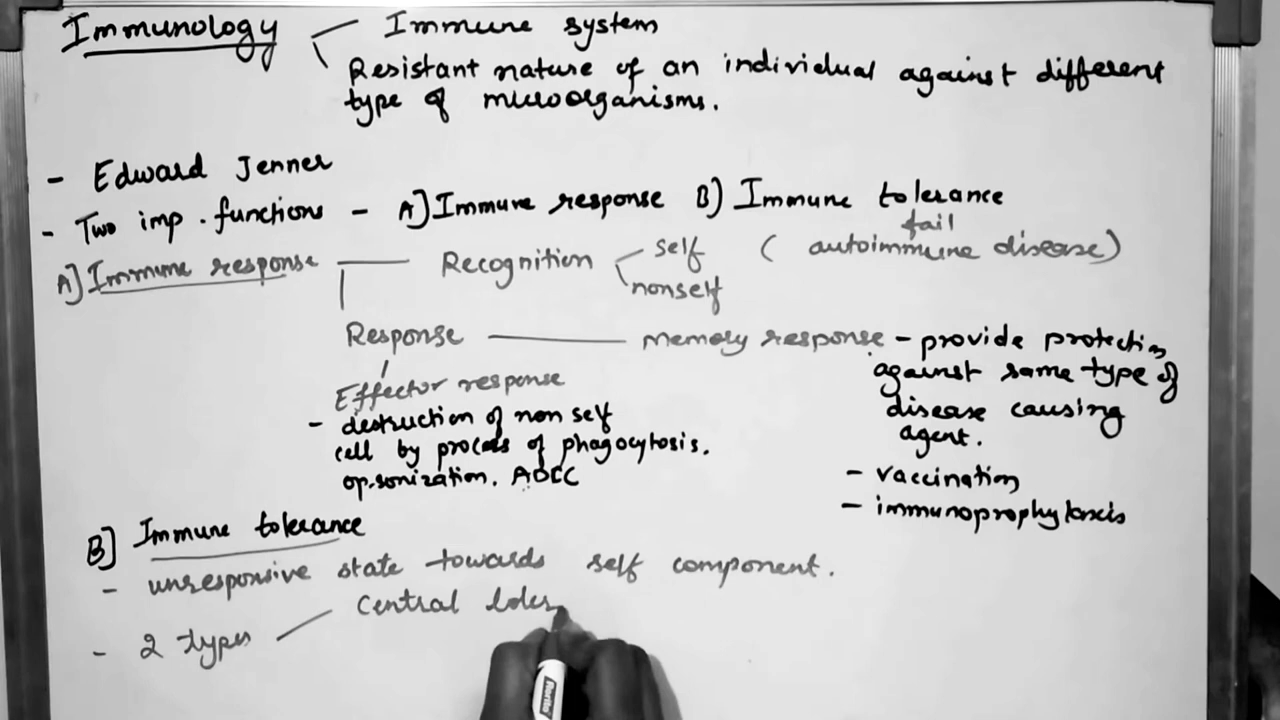 Immunology - Immune system
Resistant nature of an individual against different
type of microorganisms.
- Edward Jenner
- Two imp. functions - A] Immune response B) Immune tolerance
fail
A] Immune response - Recognition self ( autoimmune disease)
nonself
Response - memory response - provide protection
against same type of
disease causing
agent.
- vaccination
- immunoprophylaxis
Effector response
- destruction of non self
cell by process of phagocytosis.
opsonization. ADCC
B] Immune tolerance
- unresponsive state towards self component.
- 2 types - Central toler